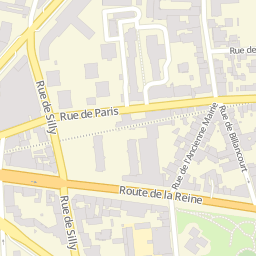 Rue de
Rue de Silly
Rue de Paris
Rue de l'Ancienne Mairie
Rue de Billancourt
Route de la Reine
Rue de Silly